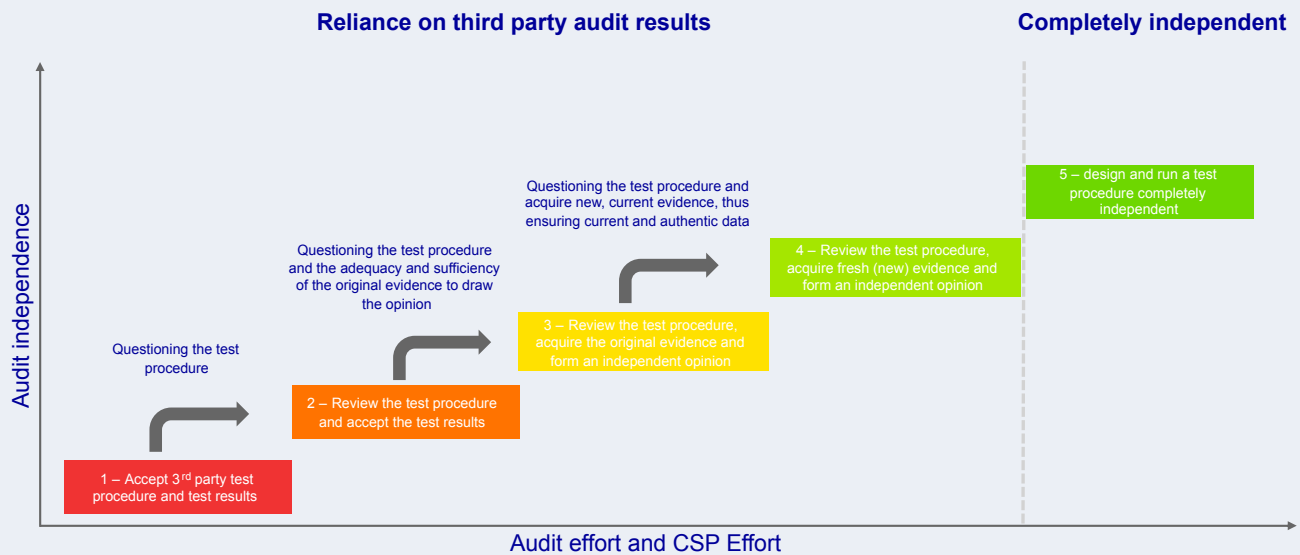 Reliance on third party audit results
Completely independent
Audit independence
5 – design and run a test
procedure completely
independent
Questioning the test procedure and
acquire new, current evidence, thus
ensuring current and authentic data
4 – Review the test procedure,
acquire fresh (new) evidence and
form an independent opinion
Questioning the test procedure
and the adequacy and sufficiency
of the original evidence to draw
the opinion
3 – Review the test procedure,
acquire the original evidence and
form an independent opinion
Questioning the test
procedure
2 – Review the test procedure
and accept the test results
1 – Accept 3rd party test
procedure and test results
Audit effort and CSP Effort